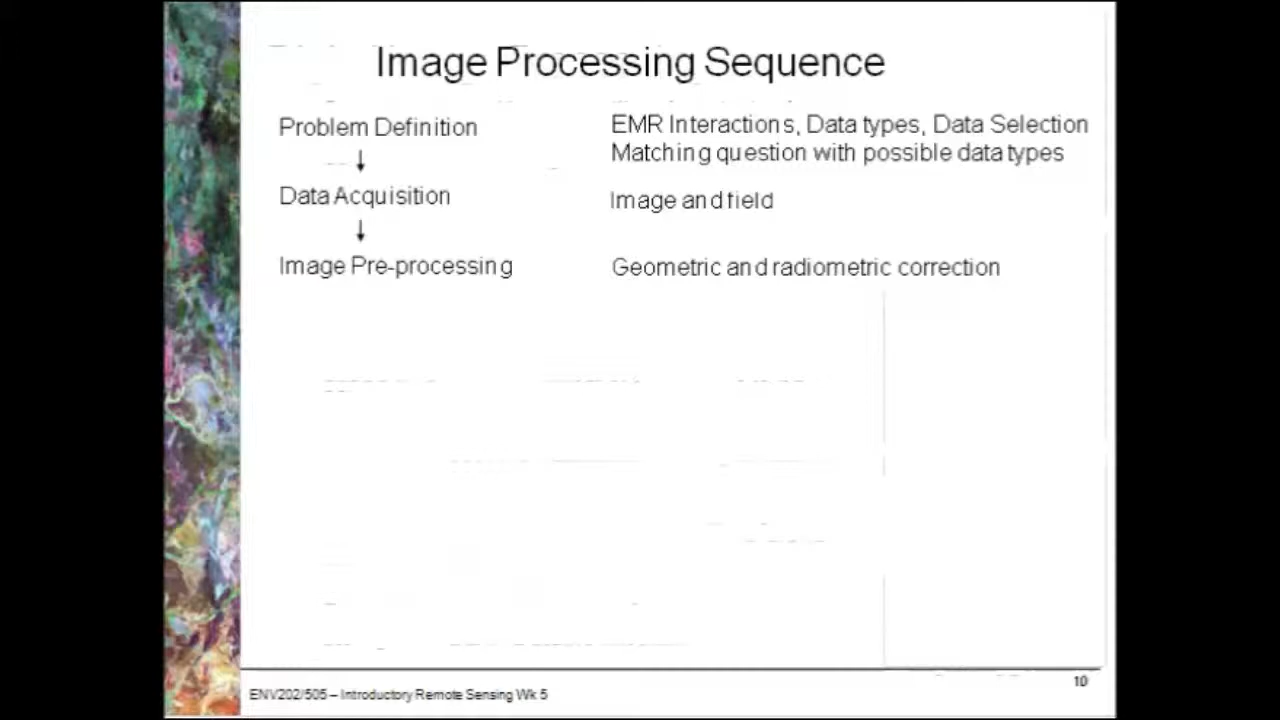 Image Processing Sequence
Problem Definition
EMR Interactions, Data types, Data Selection
Matching question with possible data types
Data Acquisition
Image and field
Image Pre-processing
Geometric and radiometric correction
ENV202/505 – Introductory Remote Sensing Wk 5
10